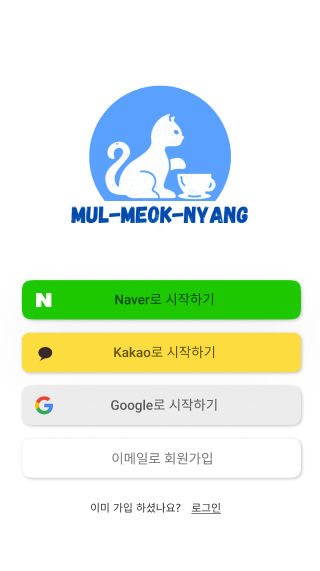 MUL-MEOK-NYANG
Naver로 시작하기
Kakao로 시작하기
Google로 시작하기
이메일로 회원가입
이미 가입 하셨나요? 로그인